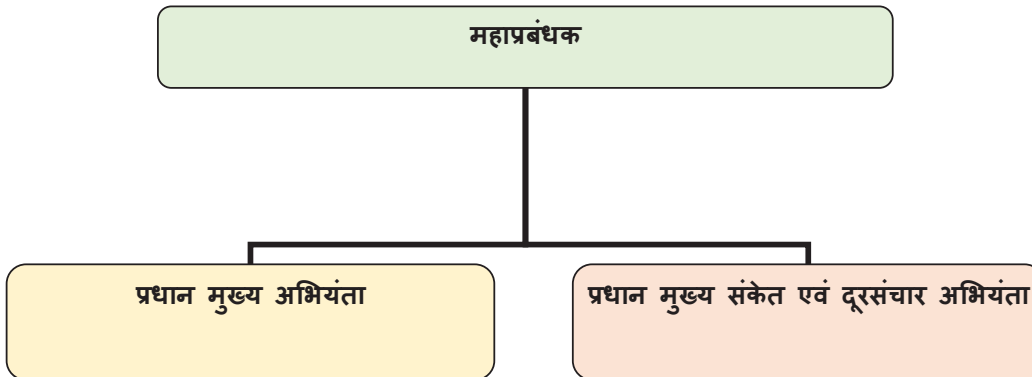 महाप्रबंधक
प्रधान मुख्य अभियंता
प्रधान मुख्य संकेत एवं दूरसंचार अभियंता